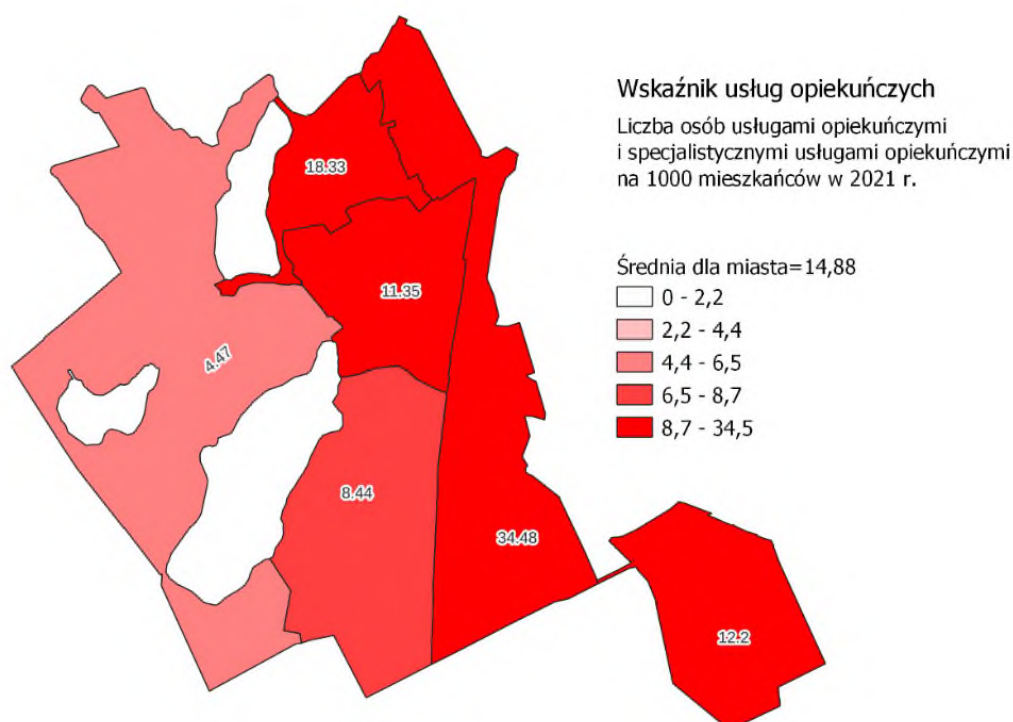 Wskaźnik usług opiekuńczych
Liczba osób usługami opiekuńczymi
i specjalistycznymi usługami opiekuńczymi
na 1000 mieszkańców w 2021 r.
Średnia dla miasta=14,88
0 - 2,2
2,2 - 4,4
4,4 - 6,5
6,5 - 8,7
8,7 - 34,5
18.33
11.35
4.47
8.44
34.48
12.2